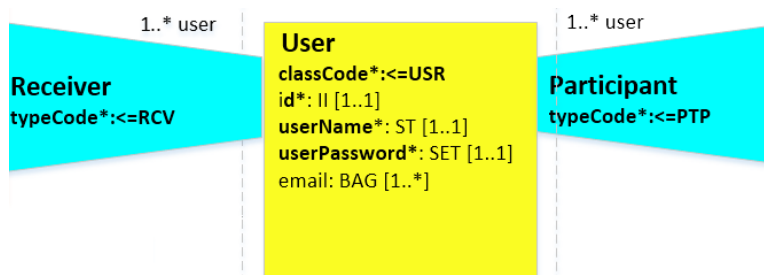 1..* user
Receiver
typeCode*:<=RCV
User
classCode*:<=USR
id*: II [1..1]
userName*: ST [1..1]
userPassword*: SET [1..1]
email: BAG [1..*]
1..* user
Participant
typeCode*:<=PTP